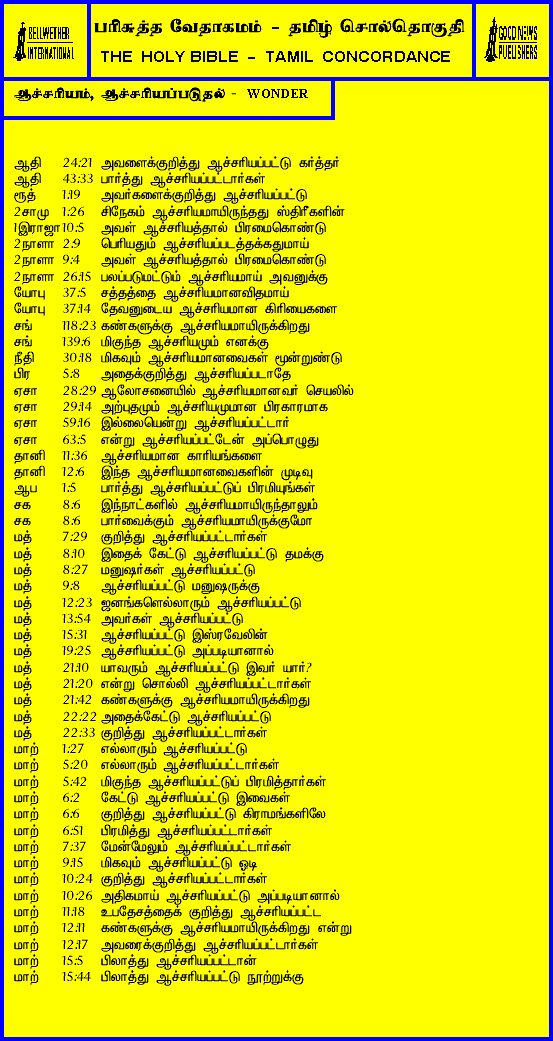 BELLWETHER
INTERNATIONAL
பரிசுத்த வேதாகமம் - தமிழ் சொல்தொகுதி
THE HOLY BIBLE - TAMIL CONCORDANCE
GOOD NEWS
PUBLISHERS
ஆச்சரியம், ஆச்சரியப்படுதல் - WONDER
ஆதி 24:21 அவளைக்குறித்து ஆச்சரியப்பட்டு கர்த்தர்
ஆதி 43:33 பார்த்து ஆச்சரியப்பட்டார்கள்
ரூத் 1:19 அவர்களைக்குறித்து ஆச்சரியப்பட்டு
2சாமு 1:26 சிநேகம் ஆச்சரியமாயிருந்தது ஸ்திரீகளின்
1இராஜா 10:5 அவள் ஆச்சரியத்தால் பிரமைகொண்டு
2நாளா 2:9 பெரியதும் ஆச்சரியப்படத்தக்கதுமாய்
2நாளா 9:4 அவள் ஆச்சரியத்தால் பிரமைகொண்டு
2நாளா 26:15 பலப்படுமட்டும் ஆச்சரியமாய் அவனுக்கு
யோபு 37:5 சத்தத்தை ஆச்சரியமானவிதமாய்
யோபு 37:14 தேவனுடைய ஆச்சரியமான கிரியைகளை
சங் 118:23 கண்களுக்கு ஆச்சரியமாயிருக்கிறது
சங் 139:6 மிகுந்த ஆச்சரியமும் எனக்கு
நீதி 30:18 மிகவும் ஆச்சரியமானவைகள் மூன்றுண்டு
பிர 5:8 அதைக்குறித்து ஆச்சரியப்படாதே
ஏசா 28:29 ஆலோசனையில் ஆச்சரியமானவர் செயலில்
ஏசா 29:14 அற்புதமும் ஆச்சரியமுமான பிரகாரமாக
ஏசா 59:16 இல்லையென்று ஆச்சரியப்பட்டார்
ஏசா 63:5 என்று ஆச்சரியப்பட்டேன் அப்பொழுது
தானி 11:36 ஆச்சரியமான காரியங்களை
தானி 12:6 இந்த ஆச்சரியமானவைகளின் முடிவு
ஆப 1:5 பார்த்து ஆச்சரியப்பட்டுப் பிரமியுங்கள்
சக 8:6 இந்நாட்களில் ஆச்சரியமாயிருந்தாலும்
சக 8:6 பார்வைக்கும் ஆச்சரியமாயிருக்குமோ
மத் 7:29 குறித்து ஆச்சரியப்பட்டார்கள்
மத் 8:10 இதைக் கேட்டு ஆச்சரியப்பட்டு தமக்கு
மத் 8:27 மனுஷர்கள் ஆச்சரியப்பட்டு
மத் 9:8 ஆச்சரியப்பட்டு மனுஷருக்கு
மத் 12:23 ஜனங்களெல்லாரும் ஆச்சரியப்பட்டு
மத் 13:54 அவர்கள் ஆச்சரியப்பட்டு
மத் 15:31 ஆச்சரியப்பட்டு இஸ்ரவேலின்
மத் 19:25 ஆச்சரியப்பட்டு அப்படியானால்
மத் 21:10 யாவரும் ஆச்சரியப்பட்டு இவர் யார்?
மத் 21:20 என்று சொல்லி ஆச்சரியப்பட்டார்கள்
மத் 21:42 கண்களுக்கு ஆச்சரியமாயிருக்கிறது
மத் 22:22 அதைக்கேட்டு ஆச்சரியப்பட்டு
மத் 22:33 குறித்து ஆச்சரியப்பட்டார்கள்
மாற் 1:27 எல்லாரும் ஆச்சரியப்பட்டு
மாற் 5:20 எல்லாரும் ஆச்சரியப்பட்டார்கள்
மாற் 5:42 மிகுந்த ஆச்சரியப்பட்டுப் பிரமித்தார்கள்
மாற் 6:2 கேட்டு ஆச்சரியப்பட்டு இவைகள்
மாற் 6:6 குறித்து ஆச்சரியப்பட்டு கிராமங்களிலே
மாற் 6:51 பிரமித்து ஆச்சரியப்பட்டார்கள்
மாற் 7:37 மேன்மேலும் ஆச்சரியப்பட்டார்கள்
மாற் 9:15 மிகவும் ஆச்சரியப்பட்டு ஓடி
மாற் 10:24 குறித்து ஆச்சரியப்பட்டார்கள்
மாற் 10:26 அதிகமாய் ஆச்சரியப்பட்டு அப்படியானால்
மாற் 11:18 உபதேசத்தைக் குறித்து ஆச்சரியப்பட்ட
மாற் 12:11 கண்களுக்கு ஆச்சரியமாயிருக்கிறது என்று
மாற் 12:17 அவரைக்குறித்து ஆச்சரியப்பட்டார்கள்
மாற் 15:5 பிலாத்து ஆச்சரியப்பட்டான்
மாற் 15:44 பிலாத்து ஆச்சரியப்பட்டு நூற்றுக்கு